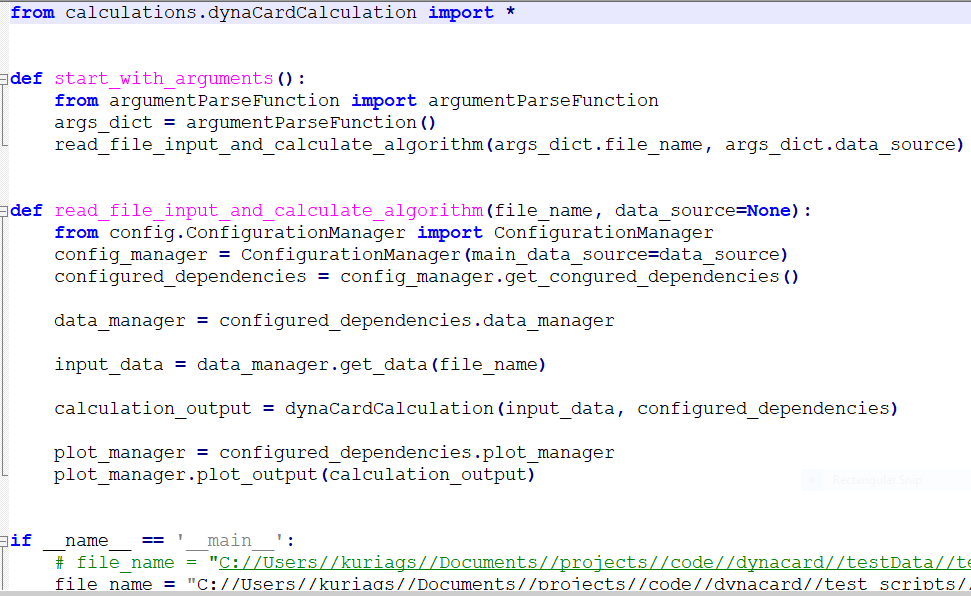 from calculations.dynaCardCalculation import *
def start_with_arguments():
from argumentParseFunction import argumentParseFunction
args_dict = argumentParseFunction()
read_file_input_and_calculate_algorithm(args_dict.file_name, args_dict.data_source)
def read_file_input_and_calculate_algorithm(file_name, data_source=None):
from config.ConfigurationManager import ConfigurationManager
config_manager = ConfigurationManager(main_data_source=data_source)
configured_dependencies = config_manager.get_congured_dependencies()
data_manager = configured_dependencies.data_manager
input_data = data_manager.get_data(file_name)
calculation_output = dynaCardCalculation(input_data, configured_dependencies)
plot_manager = configured_dependencies.plot_manager
plot_manager.plot_output(calculation_output)
Rectangular Snip
if __name__ == '__main__':
# file_name = "C://Users//kuriags//Documents//projects//code//dynacard//testData//te
file_name = "C://Users//kuriags//Documents//projects//code//dynacard//test_scripts//